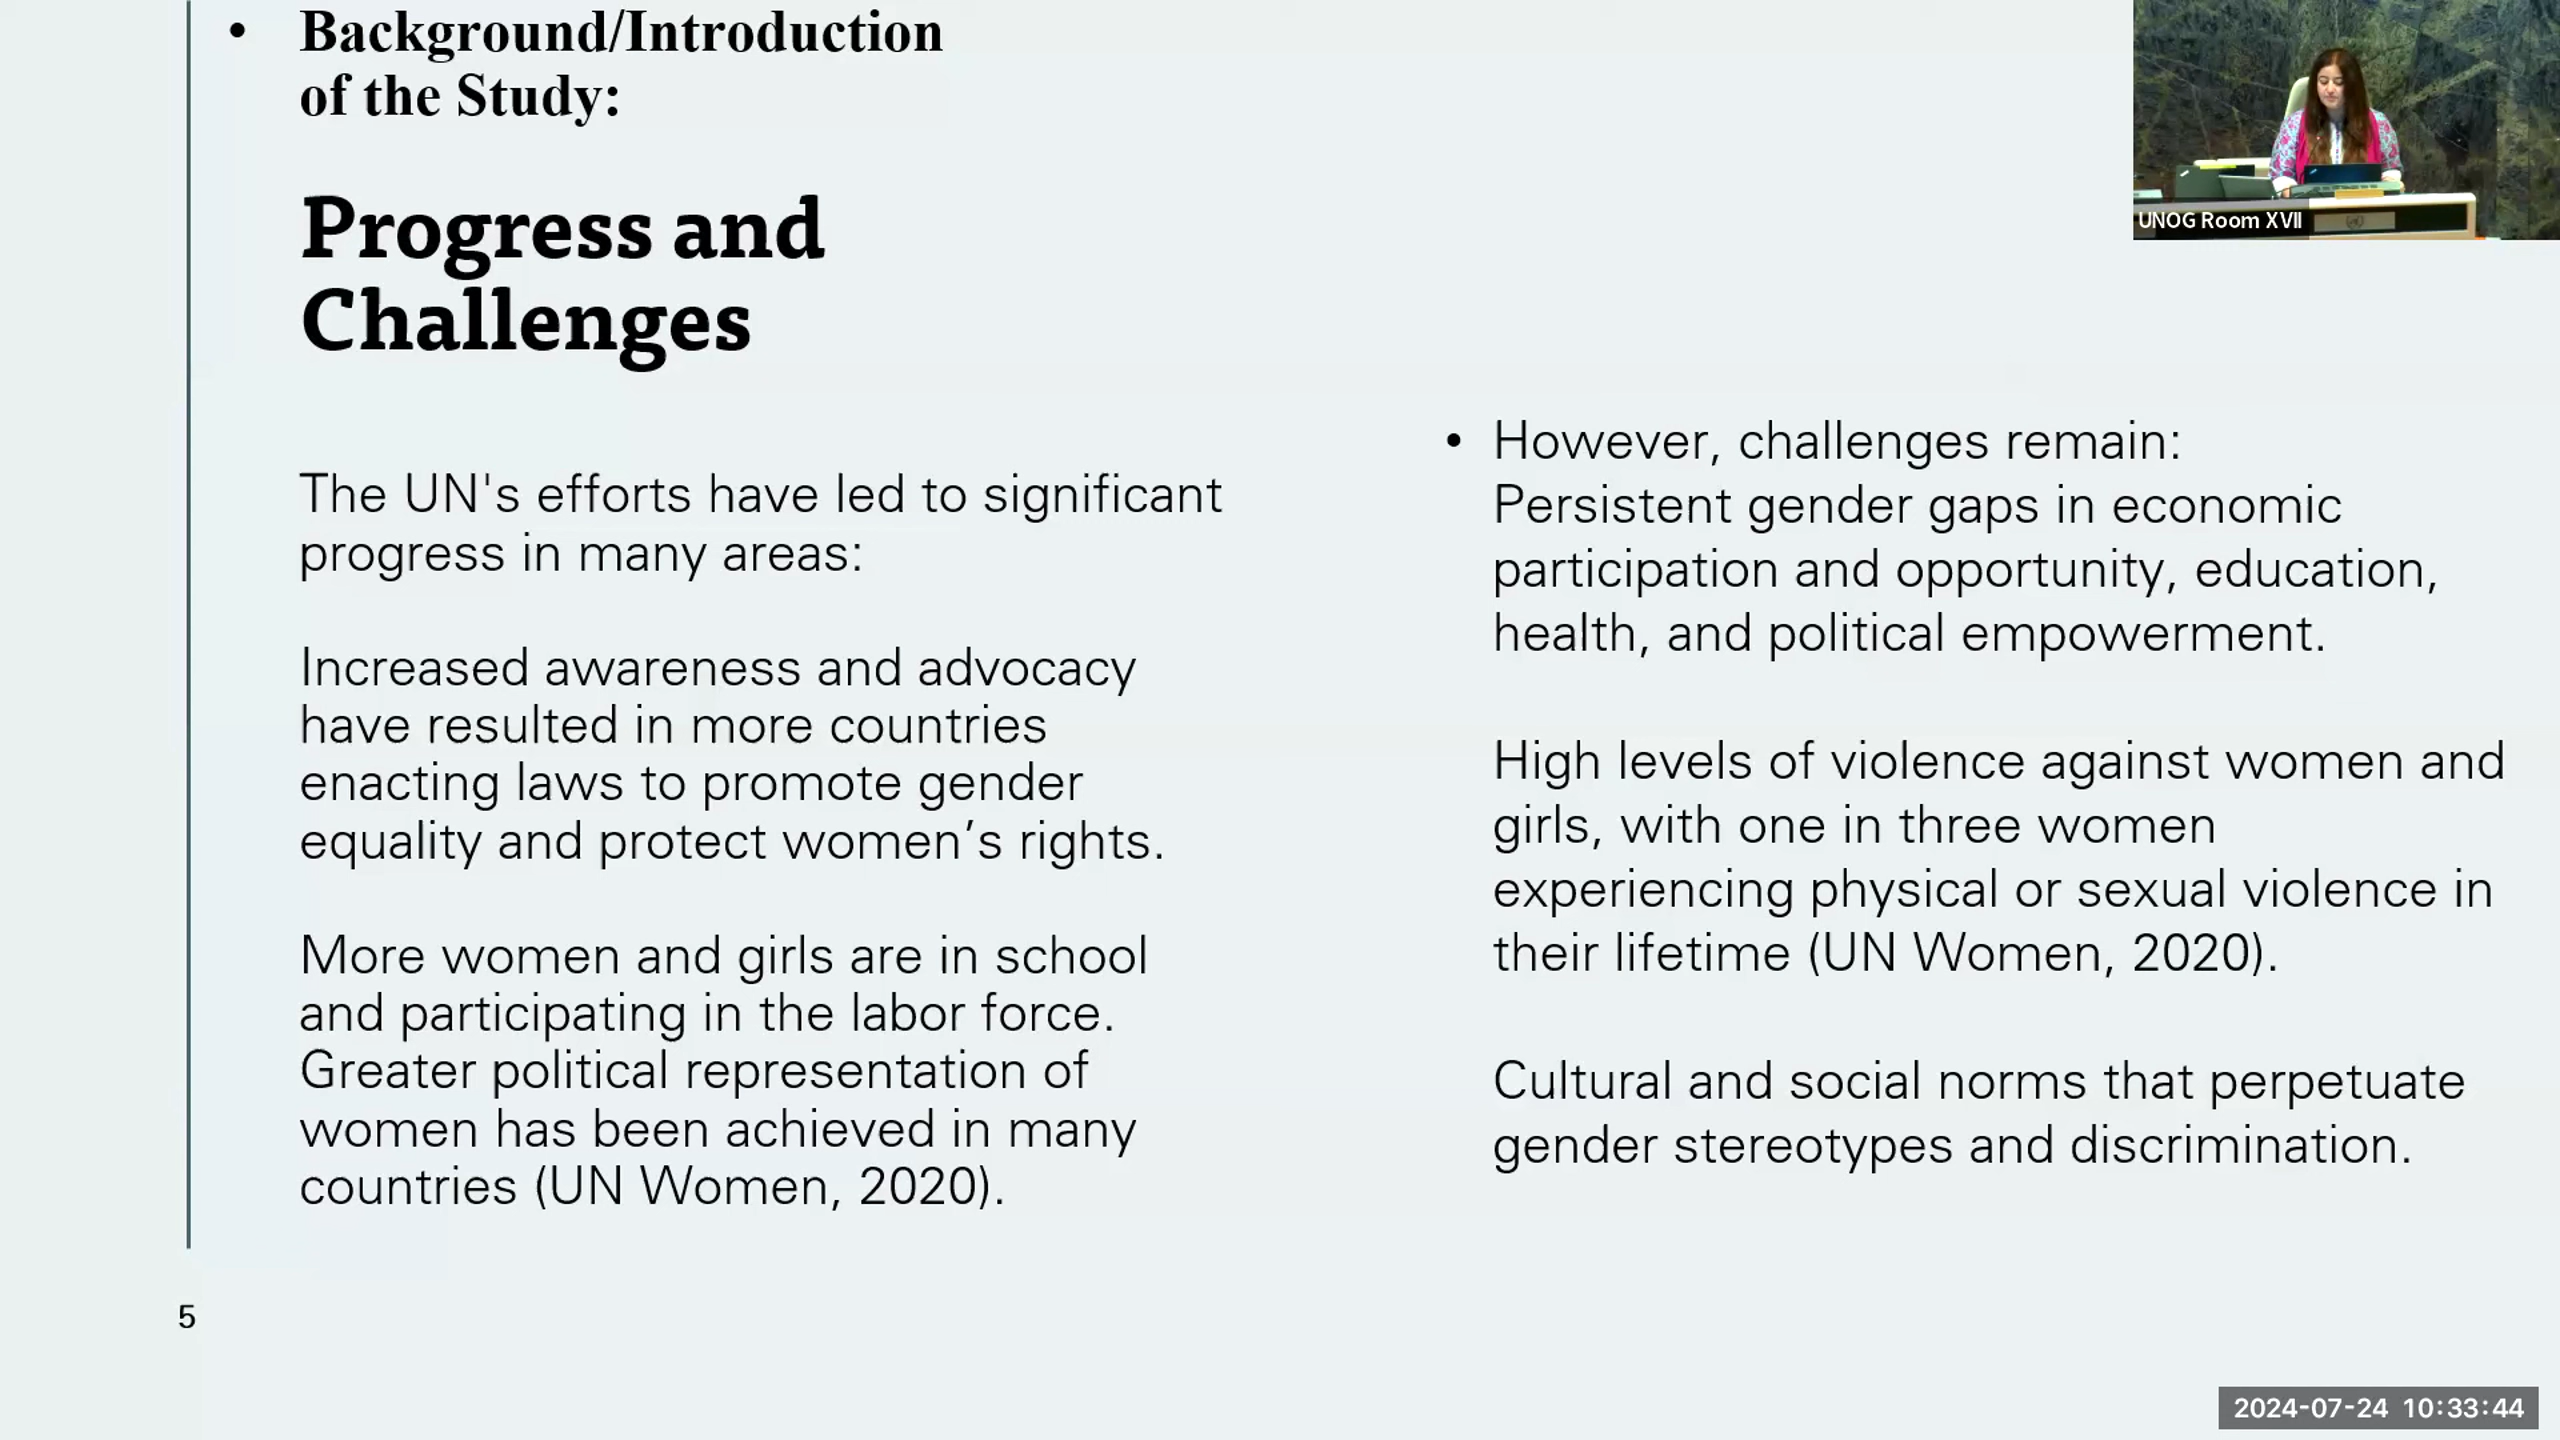 • Background/Introduction
of the Study:
Progress and
Challenges
The UN's efforts have led to significant
progress in many areas:
Increased awareness and advocacy
have resulted in more countries
enacting laws to promote gender
equality and protect women’s rights.
More women and girls are in school
and participating in the labor force.
Greater political representation of
women has been achieved in many
countries (UN Women, 2020).
• However, challenges remain:
Persistent gender gaps in economic
participation and opportunity, education,
health, and political empowerment.
High levels of violence against women and
girls, with one in three women
experiencing physical or sexual violence in
their lifetime (UN Women, 2020).
Cultural and social norms that perpetuate
gender stereotypes and discrimination.
5
UNOG Room XVII
2024-07-24 10:33:44